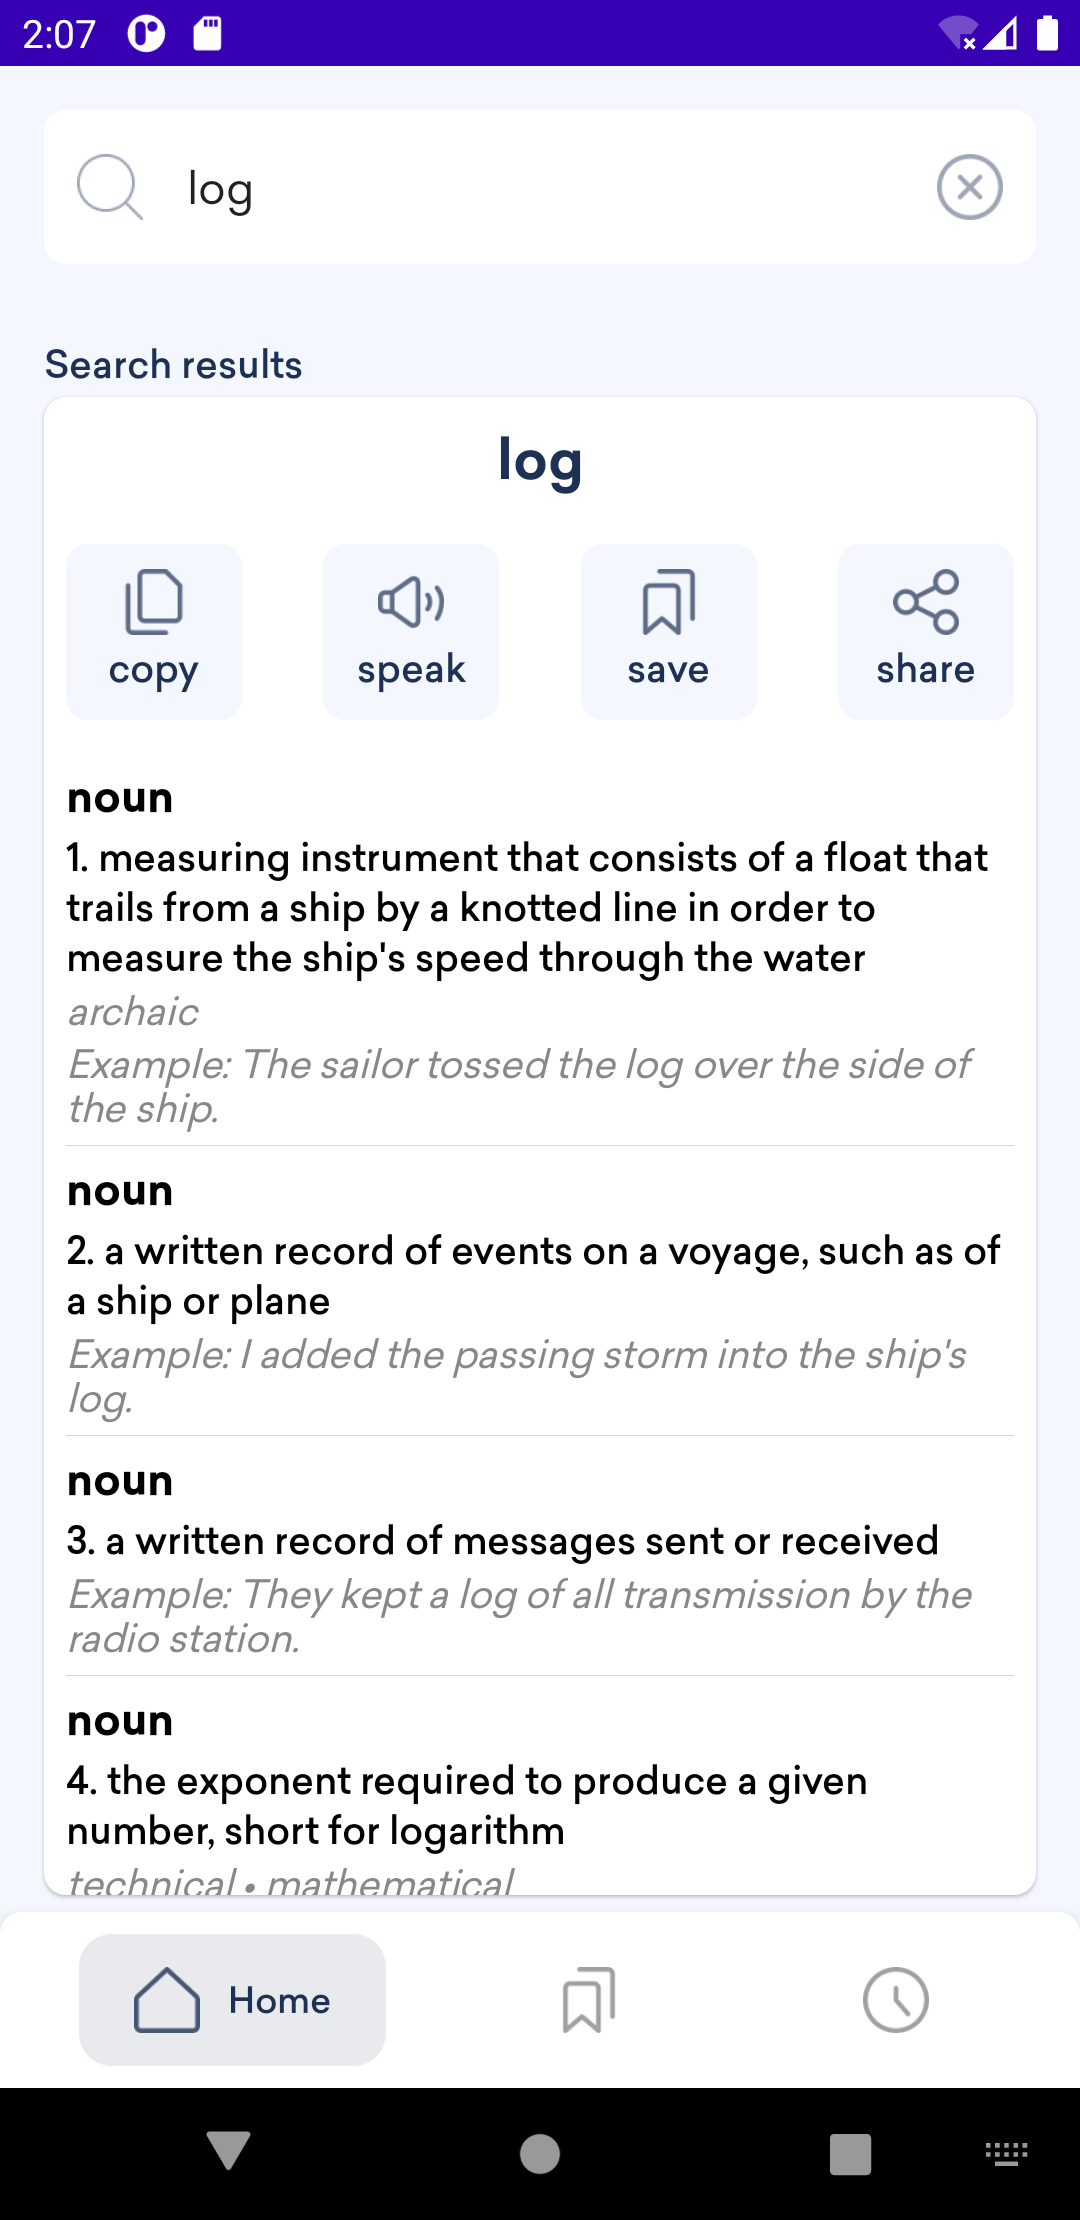 2:07
log
Search results
log
copy speak save share
noun
1. measuring instrument that consists of a float that
trails from a ship by a knotted line in order to
measure the ship's speed through the water
archaic
Example: The sailor tossed the log over the side of
the ship.
noun
2. a written record of events on a voyage, such as of
a ship or plane
Example: I added the passing storm into the ship's
log.
noun
3. a written record of messages sent or received
Example: They kept a log of all transmission by the
radio station.
noun
4. the exponent required to produce a given
number, short for logarithm
technical • mathematical
Home